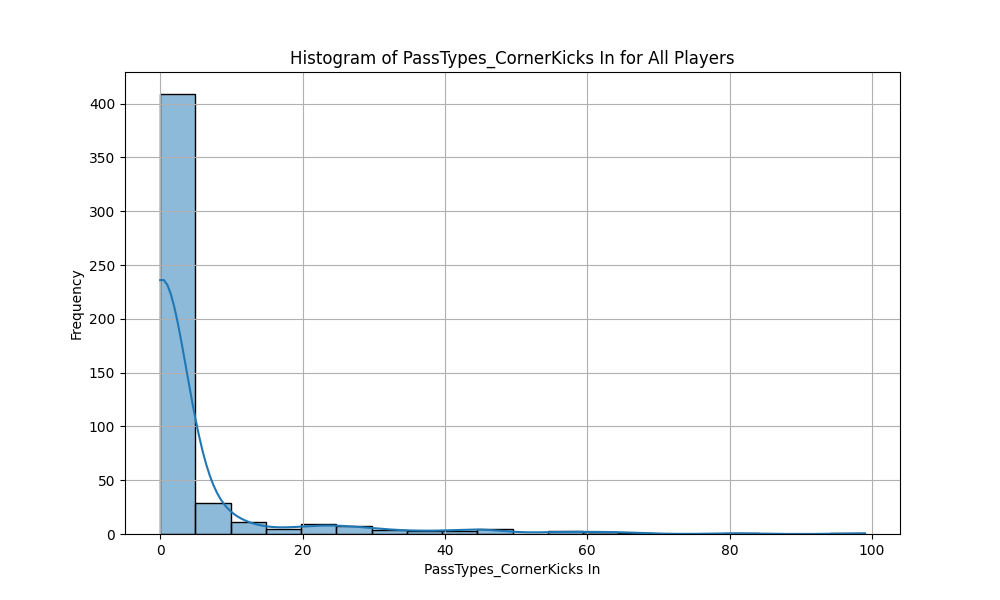 Histogram of PassTypes_CornerKicks In for All Players
400
350
300
250
200
150
100
50
0
Frequency
0 20 40 60 80 100
PassTypes_CornerKicks In